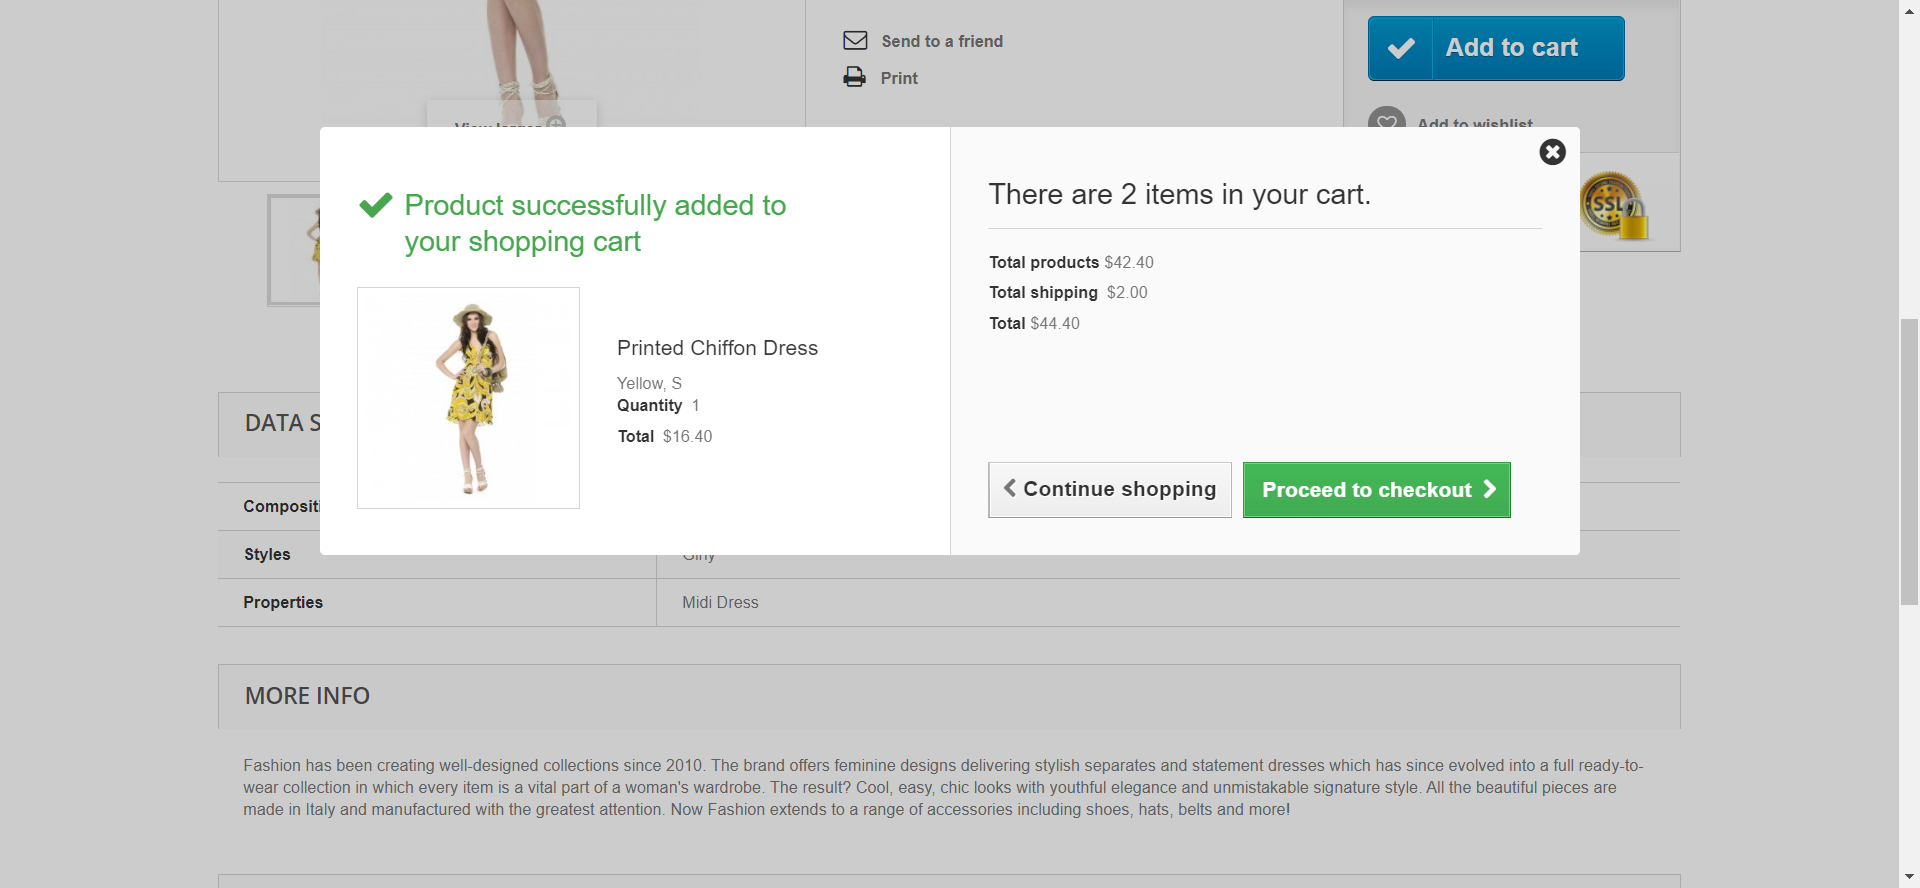 Send to a friend
Print
Add to cart
View larger
Add to wishlist
Product successfully added to
your shopping cart
Printed Chiffon Dress
Yellow, S
Quantity 1
Total $16.40
There are 2 items in your cart.
Total products $42.40
Total shipping $2.00
Total $44.40
Continue shopping
Proceed to checkout
SSL
DATA S
Compositi
Styles
Girly
Properties
Midi Dress
MORE INFO
Fashion has been creating well-designed collections since 2010. The brand offers feminine designs delivering stylish separates and statement dresses which has since evolved into a full ready-to-
wear collection in which every item is a vital part of a woman's wardrobe. The result? Cool, easy, chic looks with youthful elegance and unmistakable signature style. All the beautiful pieces are
made in Italy and manufactured with the greatest attention. Now Fashion extends to a range of accessories including shoes, hats, belts and more!